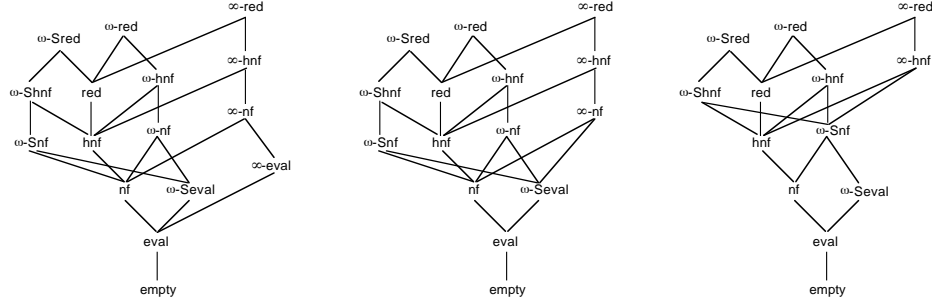 ∞-red
ω-red
ω-Sred
∞-hnf
ω-hnf
ω-Shnf
red
∞-nf
ω-nf
ω-Snf
hnf
∞-eval
nf
ω-Seval
eval
empty
∞-red
ω-red
ω-Sred
∞-hnf
ω-hnf
ω-Shnf
red
∞-nf
ω-nf
ω-Snf
hnf
nf
ω-Seval
eval
empty
∞-red
ω-red
ω-Sred
∞-hnf
ω-hnf
ω-Shnf
red
ω-Snf
hnf
nf
ω-Seval
eval
empty